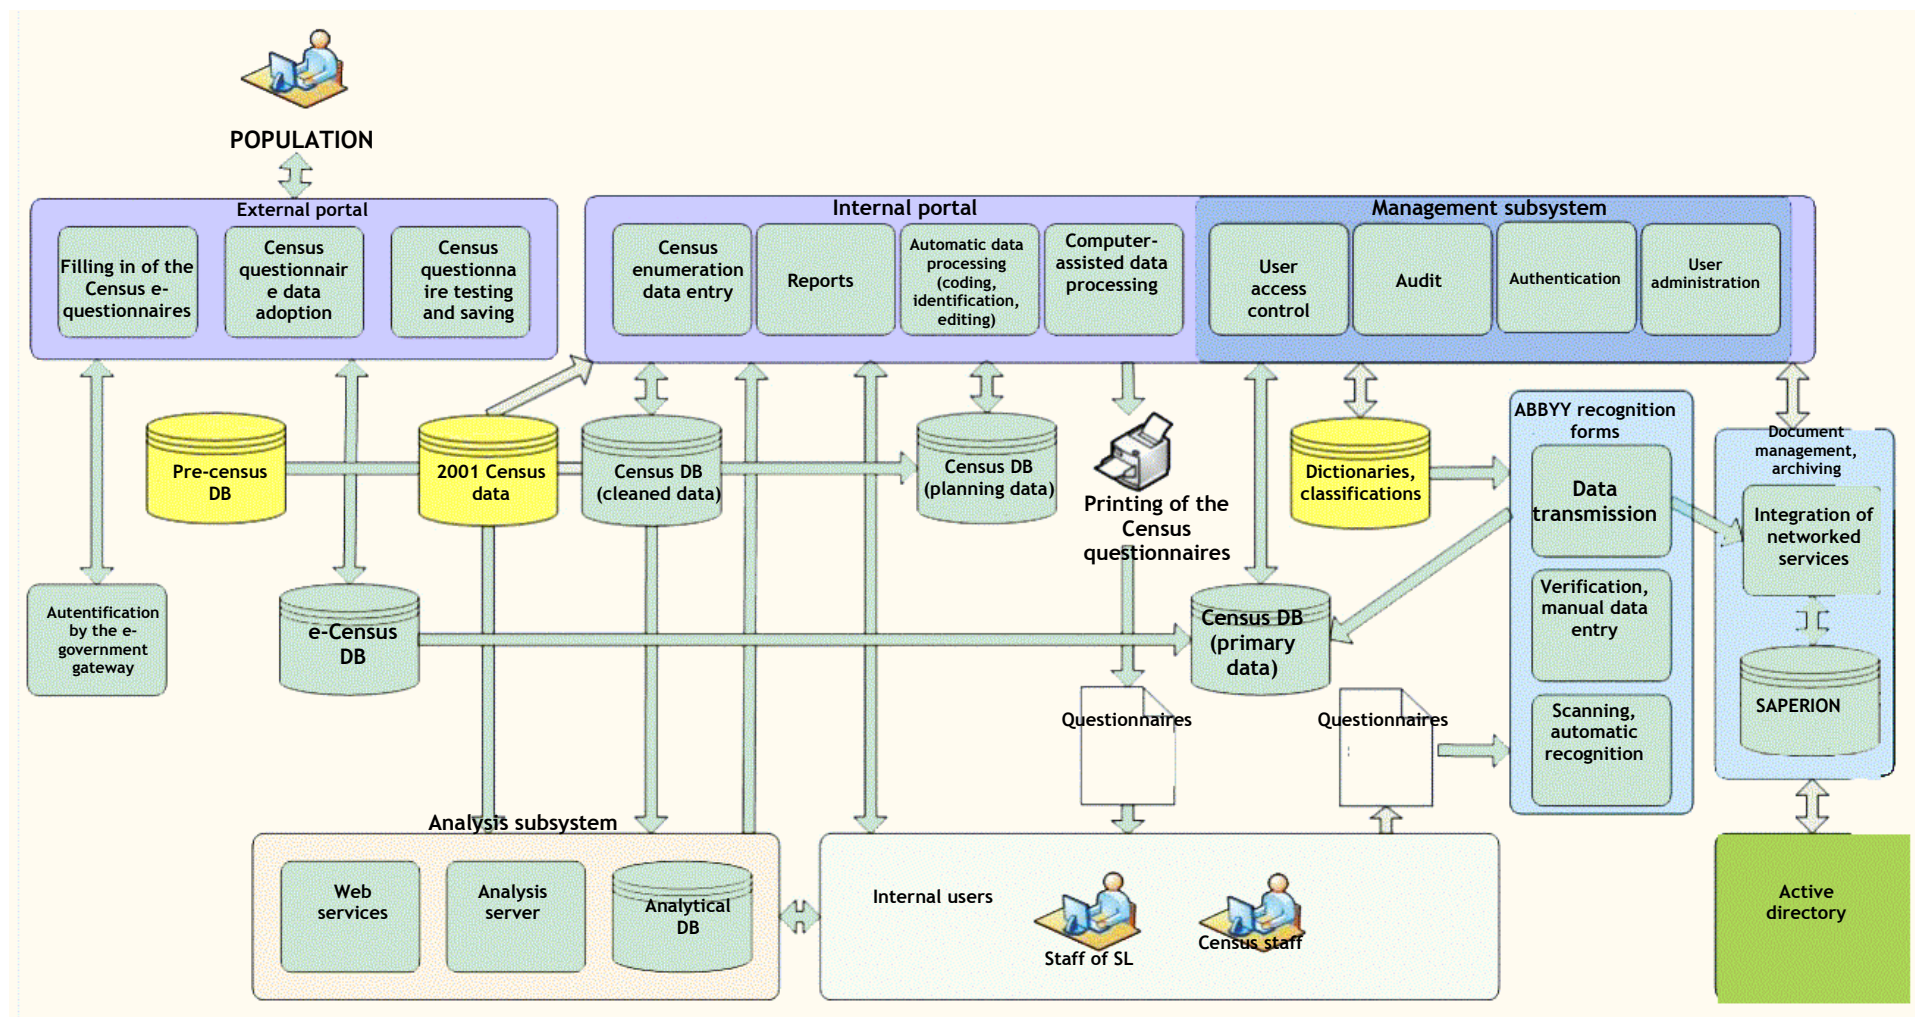 POPULATION
External portal
Filling in of the
Census e-
questionnaires
Census
questionnair
e data
adoption
Census
questionna
ire testing
and saving
Internal portal
Census
enumeration
data entry
Reports
Automatic data
processing
(coding,
identification,
editing)
Computer-
assisted data
processing
Management subsystem
User
access
control
Audit
Authentication
User
administration
Pre-census
DB
2001 Census
data
Census DB
(cleaned data)
Census DB
(planning data)
Printing of the
Census
questionnaires
Dictionaries,
classifications
ABBYY recognition
forms
Data
transmission
Verification,
manual data
entry
Scanning,
automatic
recognition
Document
management,
archiving
Integration of
networked
services
SAPERION
Autentification
by the e-
government
gateway
e-Census
DB
Census DB
(primary
data)
Questionnaires
Questionnaires
Analysis subsystem
Web
services
Analysis
server
Analytical
DB
Internal users
Staff of SL
Census staff
Active
directory